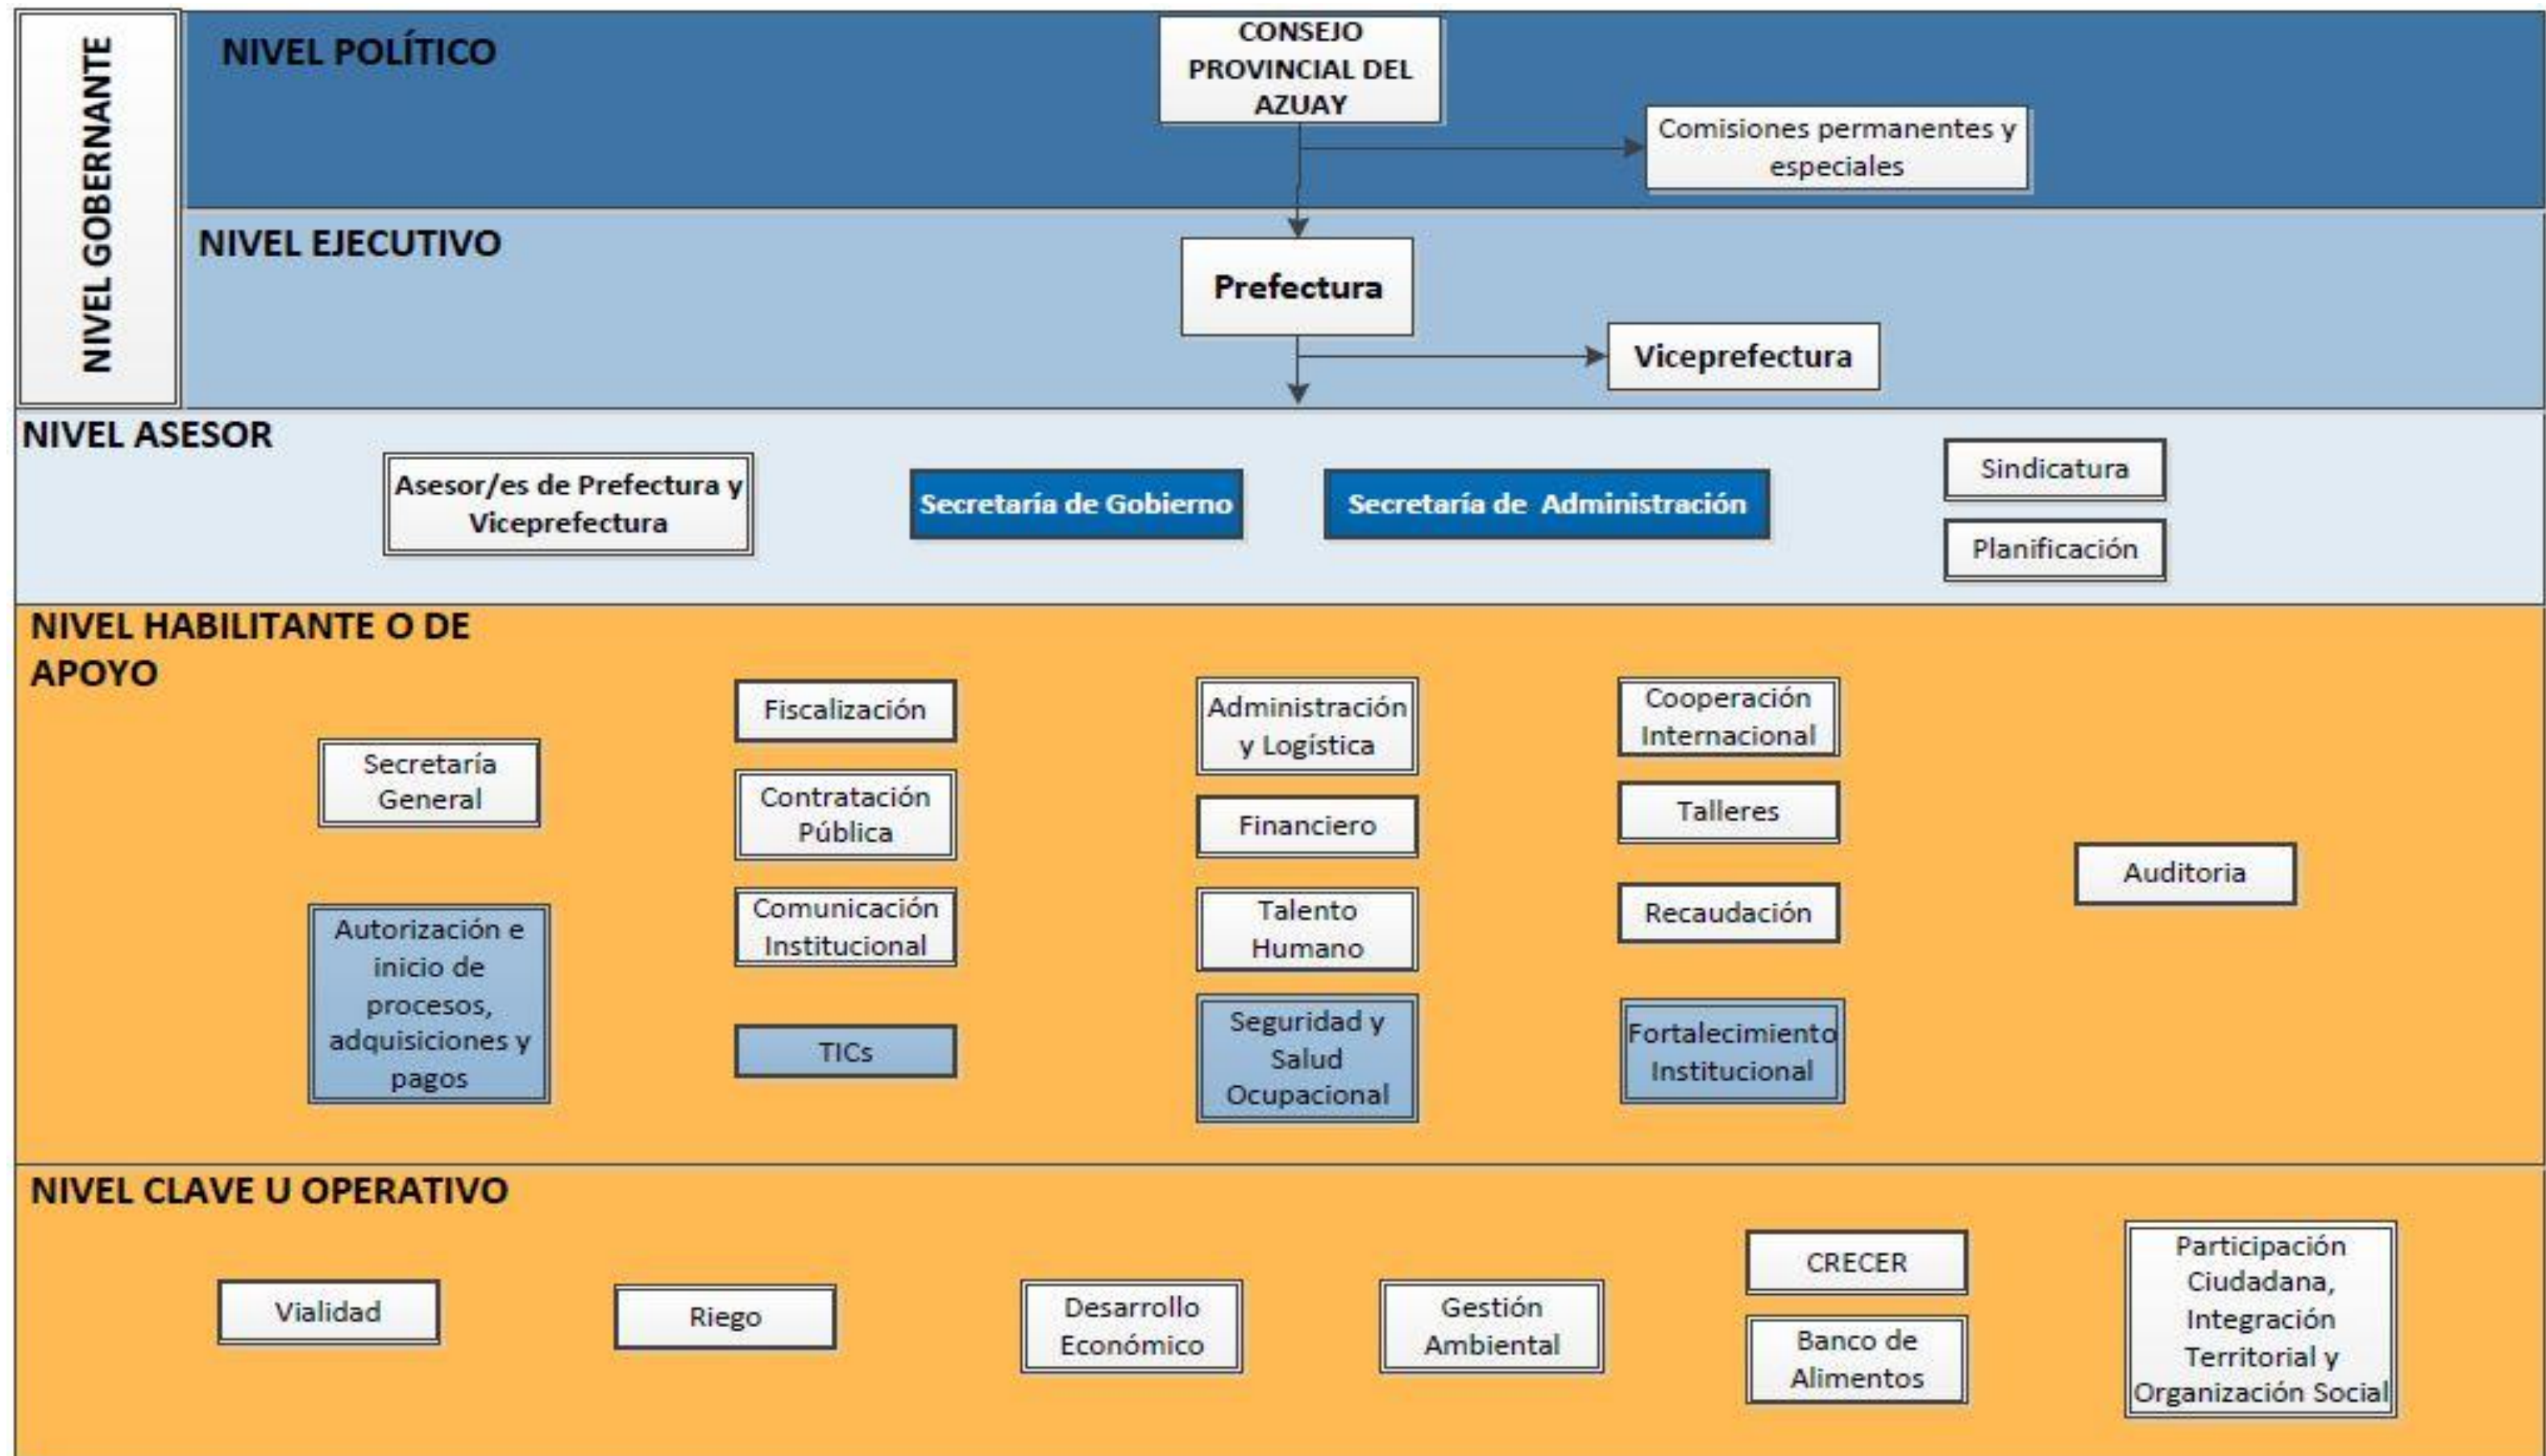 NIVEL GOBERNANTE
NIVEL POLÍTICO
CONSEJO
PROVINCIAL DEL
AZUAY
Comisiones permanentes y
especiales
NIVEL EJECUTIVO
Prefectura
Viceprefectura
NIVEL ASESOR
Asesor/es de Prefectura y
Viceprefectura
Secretaría de Gobierno
Secretaría de Administración
Sindicatura
Planificación
NIVEL HABILITANTE O DE
APOYO
Secretaría
General
Autorización e
inicio de
procesos,
adquisiciones y
pagos
Fiscalización
Contratación
Pública
Comunicación
Institucional
TICs
Administración
y Logística
Financiero
Talento
Humano
Seguridad y
Salud
Ocupacional
Cooperación
Internacional
Talleres
Recaudación
Fortalecimiento
Institucional
Auditoria
NIVEL CLAVE U OPERATIVO
Vialidad
Riego
Desarrollo
Económico
Gestión
Ambiental
CRECER
Banco de
Alimentos
Participación
Ciudadana,
Integración
Territorial y
Organización Social